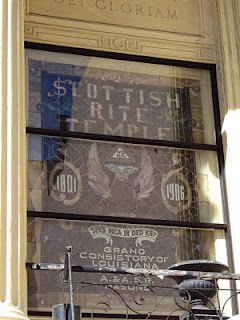 DEI GLORIAM
SCOTTISH
RITE
TEMPLE
1801
1906
SPES MEA IN DEO EST
GRAND
CONSISTORY OF
LOUISIANA
A. & A. S. R.